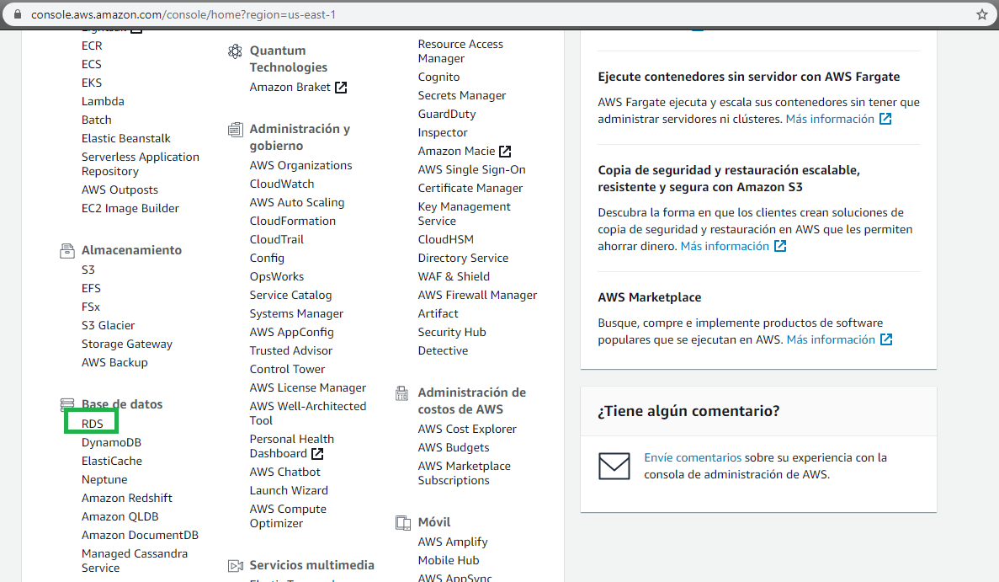 console.aws.amazon.com/console/home?region=us-east-1
Lightsail
ECR
ECS
EKS
Lambda
Batch
Elastic Beanstalk
Serverless Application
Repository
AWS Outposts
EC2 Image Builder
Almacenamiento
S3
EFS
FSx
S3 Glacier
Storage Gateway
AWS Backup
Base de datos
RDS
DynamoDB
ElastiCache
Neptune
Amazon Redshift
Amazon QLDB
Amazon DocumentDB
Managed Cassandra
Service
Quantum
Technologies
Amazon Braket
Administración y
gobierno
AWS Organizations
CloudWatch
AWS Auto Scaling
CloudFormation
CloudTrail
Config
OpsWorks
Service Catalog
Systems Manager
AWS AppConfig
Trusted Advisor
Control Tower
AWS License Manager
AWS Well-Architected
Tool
Personal Health
Dashboard
AWS Chatbot
Launch Wizard
AWS Compute
Optimizer
Servicios multimedia
Resource Access
Manager
Cognito
Secrets Manager
GuardDuty
Inspector
Amazon Macie
AWS Single Sign-On
Certificate Manager
Key Management
Service
CloudHSM
Directory Service
WAF & Shield
AWS Firewall Manager
Artifact
Security Hub
Detective
Administración de
costos de AWS
AWS Cost Explorer
AWS Budgets
AWS Marketplace
Subscriptions
Móvil
AWS Amplify
Mobile Hub
AWS AppSync
Ejecute contenedores sin servidor con AWS Fargate
AWS Fargate ejecuta y escala sus contenedores sin tener que
administrar servidores ni clústeres. Más información
Copia de seguridad y restauración escalable,
resistente y segura con Amazon S3
Descubra la forma en que los clientes crean soluciones de
copia de seguridad y restauración en AWS que les permiten
ahorrar dinero. Más información
AWS Marketplace
Busque, compre e implemente productos de software
populares que se ejecutan en AWS. Más información
¿Tiene algún comentario?
Envíe comentarios sobre su experiencia con la
consola de administración de AWS.